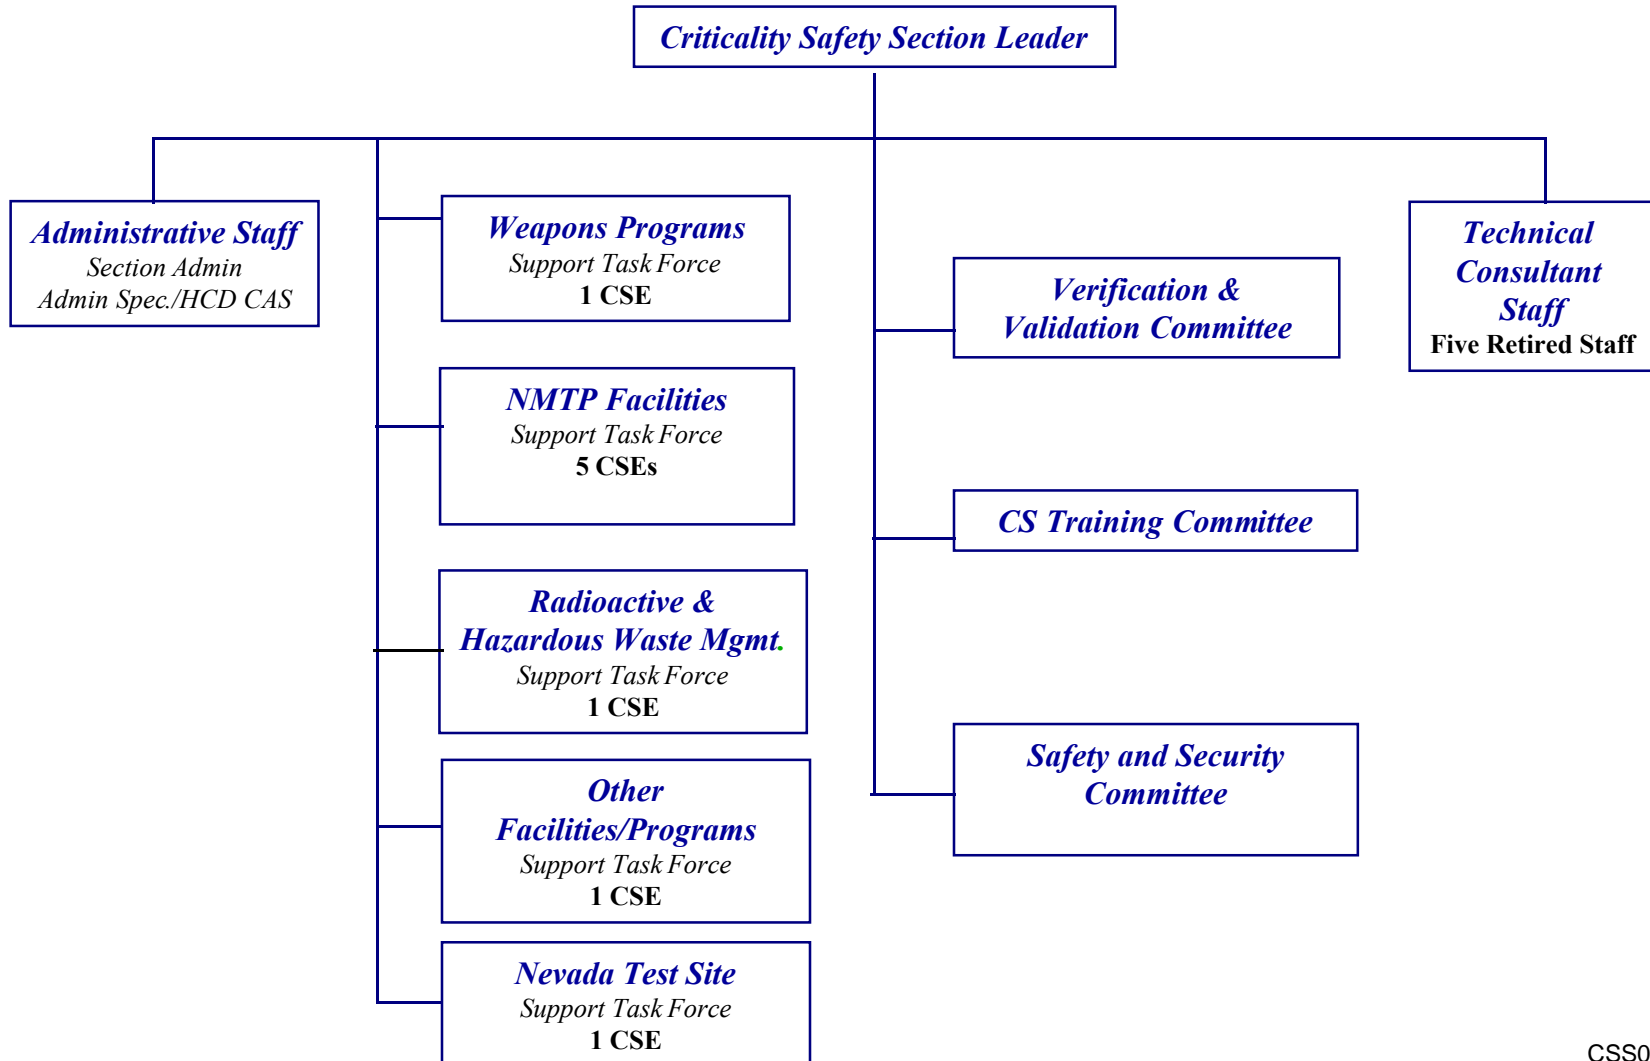 Criticality Safety Section Leader
Administrative Staff
Section Admin
Admin Spec./HCD CAS
Weapons Programs
Support Task Force
1 CSE
NMTP Facilities
Support Task Force
5 CSEs
Radioactive &
Hazardous Waste Mgmt.
Support Task Force
1 CSE
Other
Facilities/Programs
Support Task Force
1 CSE
Nevada Test Site
Support Task Force
1 CSE
Verification &
Validation Committee
CS Training Committee
Safety and Security
Committee
Technical
Consultant
Staff
Five Retired Staff
CSS0